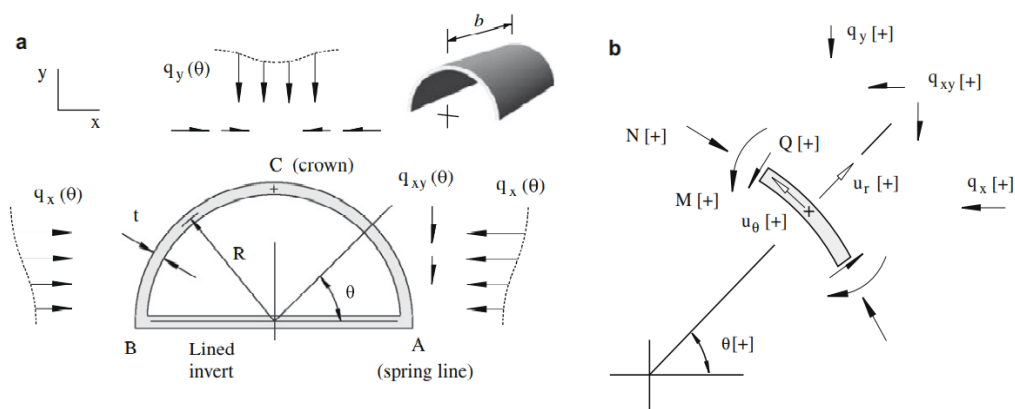 a
b
y
x
q_y (θ)
C (crown)
q_x (θ)
q_xy (θ)
q_x (θ)
t
R
θ
B
Lined
invert
A
(spring line)
b
q_y [+]
q_xy [+]
N [+]
Q [+]
M [+]
u_r [+]
q_x [+]
u_θ [+]
θ [+]